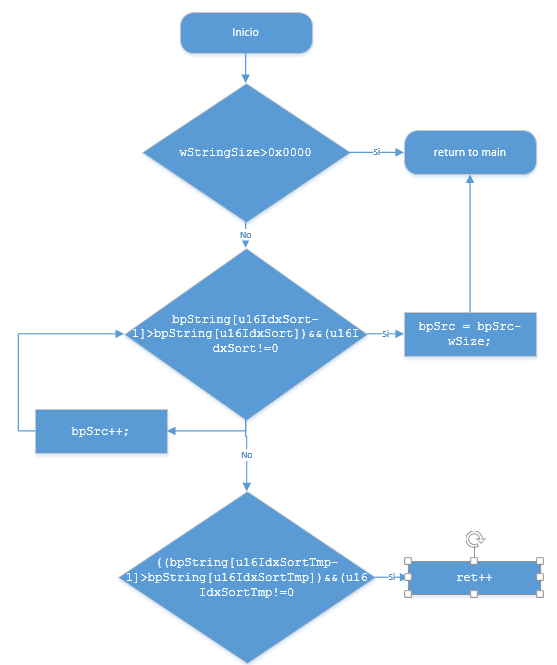 Inicio
wStringSize>0x0000
si
return to main
No
bpString[u16IdxSort-
1]>bpString[u16IdxSort])&&(u16I
dxSort!=0
si
bpSrc = bpSrc-
wSize;
bpSrc++;
No
((bpString[u16IdxSortTmp-
1]>bpString[u16IdxSortTmp])&&(u16
IdxSortTmp!=0
si
ret++